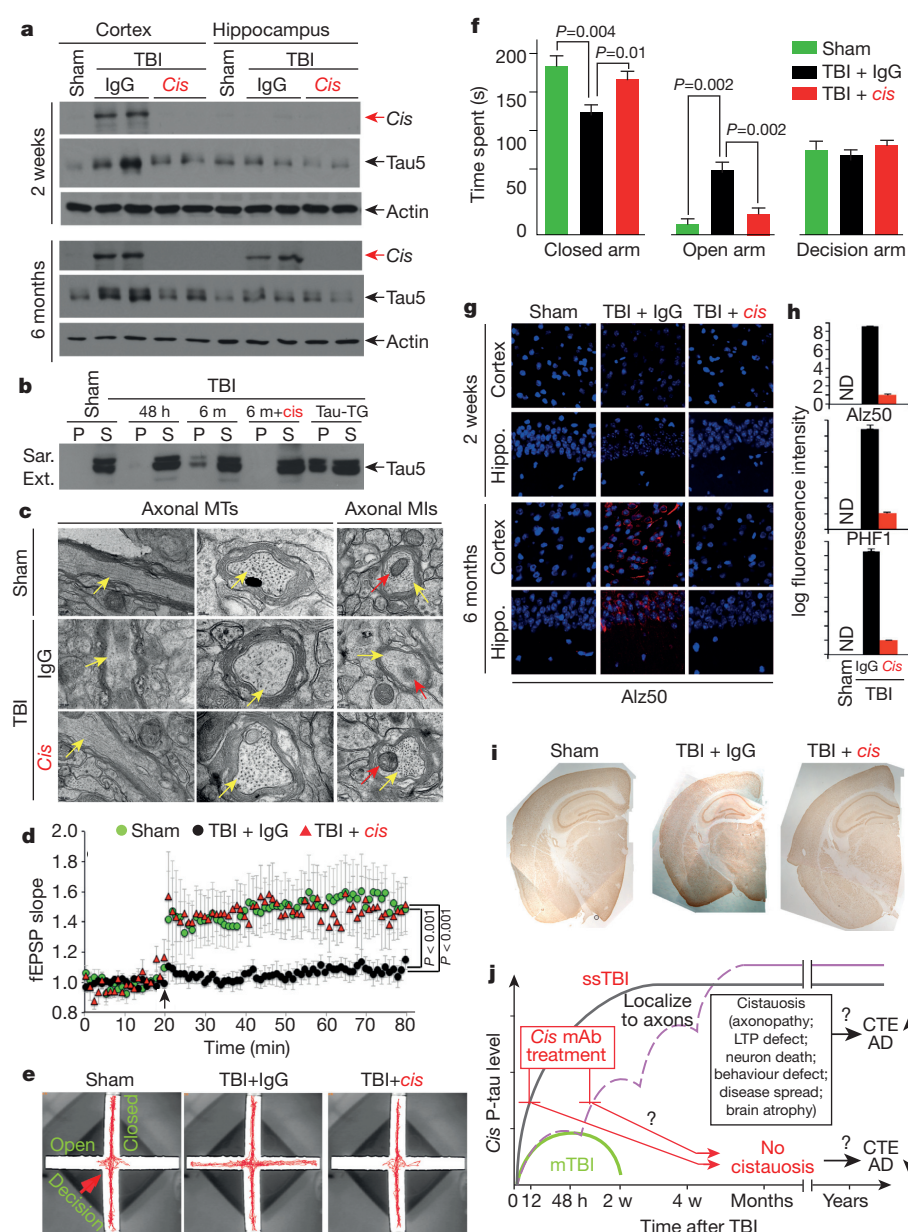 a
Cortex Hippocampus
Sham TBI Sham TBI
IgG Cis IgG Cis
2 weeks
Cis
Tau5
Actin
6 months
Cis
Tau5
Actin
b
Sham TBI
48 h 6 m 6 m+cis Tau-TG
P S P S P S P S P S
Sar.
Ext.
Tau5
c
Axonal MTs Axonal MIs
Sham
TBI
IgG
Cis
d
Sham TBI + IgG TBI + cis
fEPSP slope
2.0
1.8
1.6
1.4
1.2
1.0
0.8
P < 0.001
P < 0.001
0 10 20 30 40 50 60 70 80
Time (min)
e
Sham TBI+IgG TBI+cis
Open
Closed
Decision
f
Sham
TBI + IgG
TBI + cis
Time spent (s)
200
150
100
50
0
P=0.004
P=0.01
P=0.002
P=0.002
Closed arm Open arm Decision arm
g
Sham TBI + IgG TBI + cis
2 weeks
Cortex
Hippo.
6 months
Cortex
Hippo.
Alz50
h
log fluorescence intensity
8
6
4
2
0
ND
Alz50
ND
PHF1
ND
Sham IgG Cis
TBI
i
Sham TBI + IgG TBI + cis
j
Cis P-tau level
ssTBI
Localize
to axons
Cis mAb
treatment
mTBI
?
Cistauosis
(axonopathy;
LTP defect;
neuron death;
behaviour defect;
disease spread;
brain atrophy)
?
CTE
AD
No
cistauosis
?
CTE
AD
0 12 48 h 2 w 4 w Months Years
Time after TBI